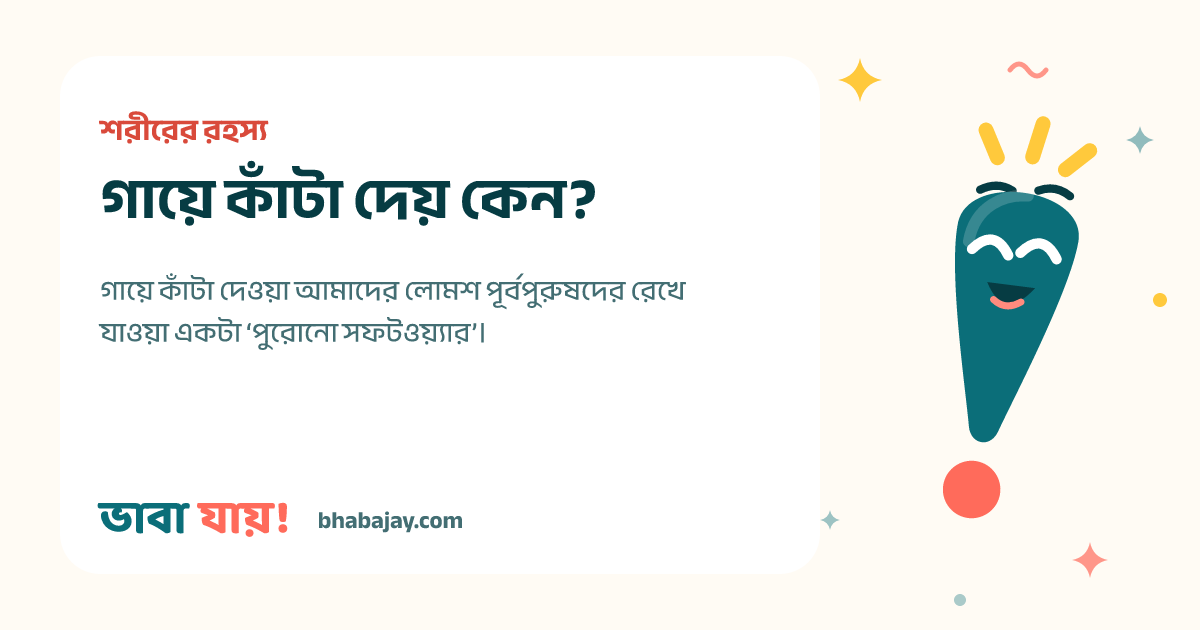 শরীরের রহস্য
গায়ে কাঁটা দেয় কেন?
গায়ে কাঁটা দেওয়া আমাদের লোমশ পূর্বপুরুষদের রেখে
যাওয়া একটা ‘পুরোনো সফটওয়্যার’।
ভাবা যায়! bhabajay.com